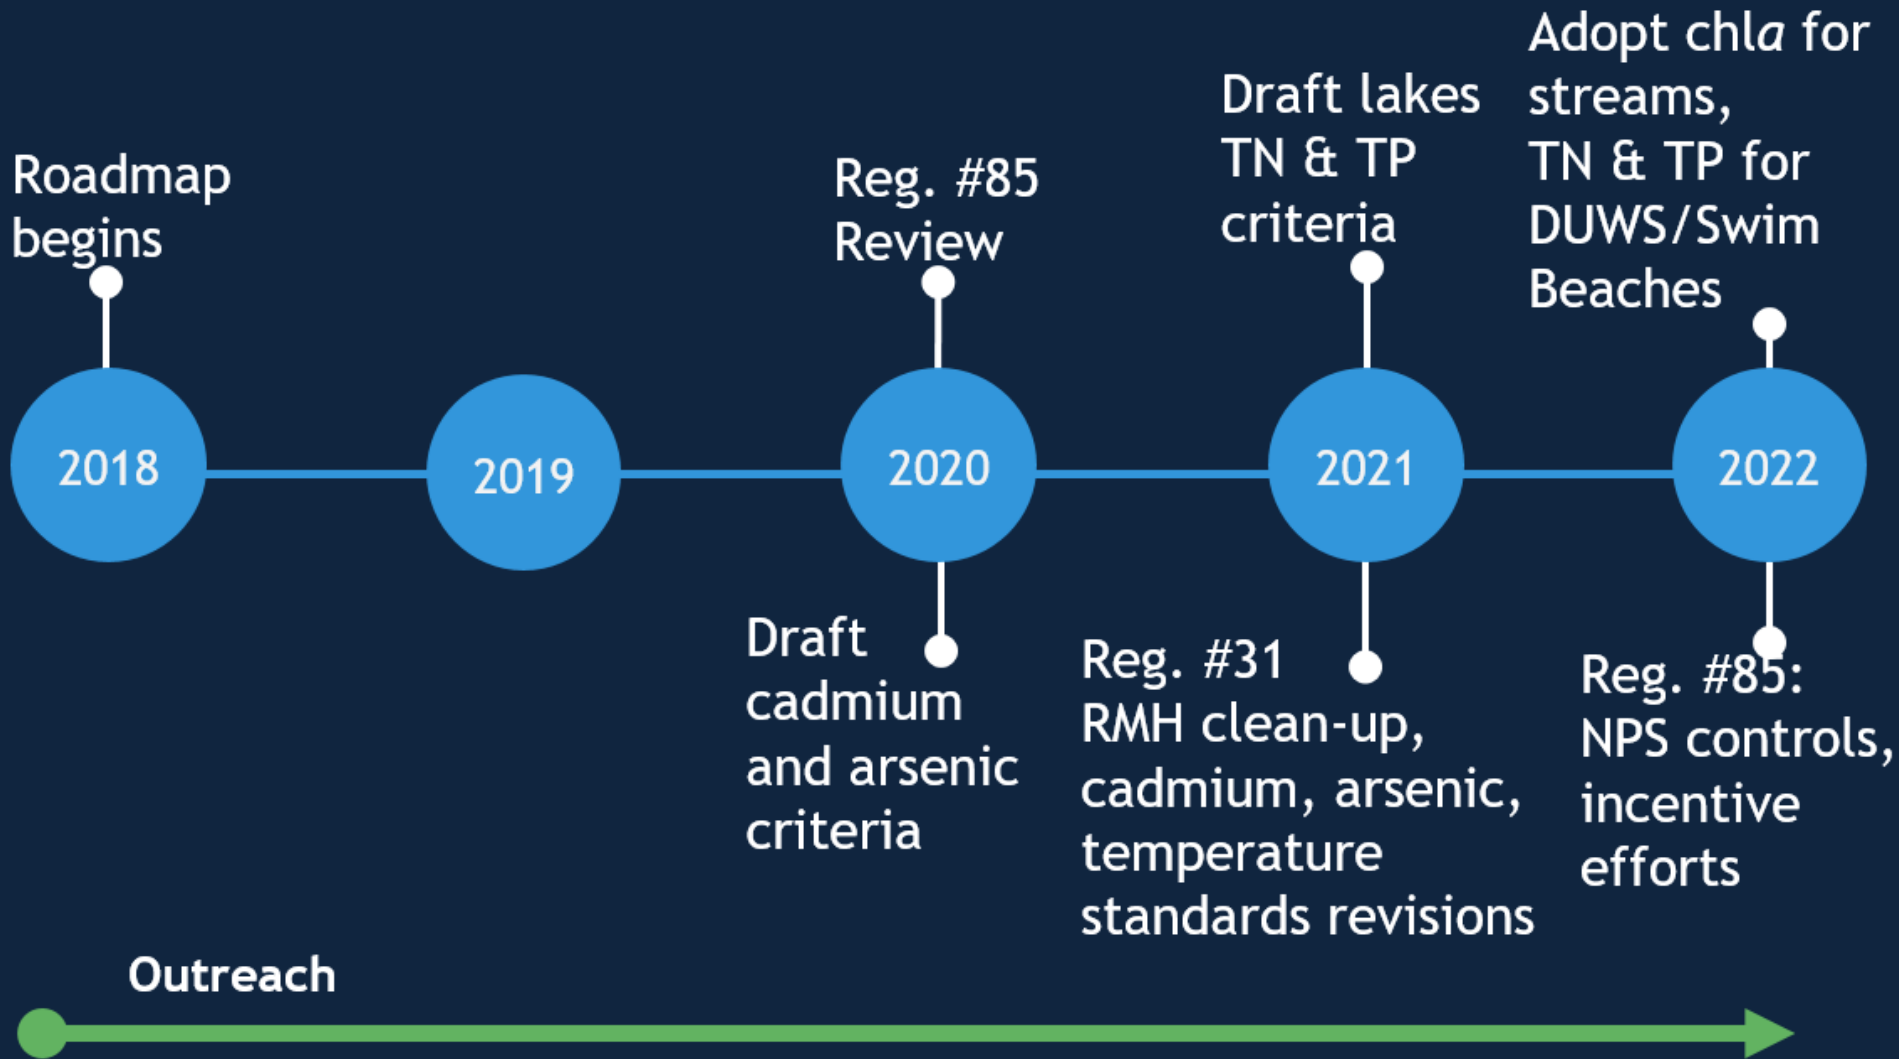 Roadmap
begins
Reg. #85
Review
Draft lakes
TN & TP
criteria
Adopt chla for
streams,
TN & TP for
DUWS/Swim
Beaches
2018
2019
2020
2021
2022
Draft
cadmium
and arsenic
criteria
Reg. #31
RMH clean-up,
cadmium, arsenic,
temperature
standards revisions
Reg. #85:
NPS controls,
incentive
efforts
Outreach